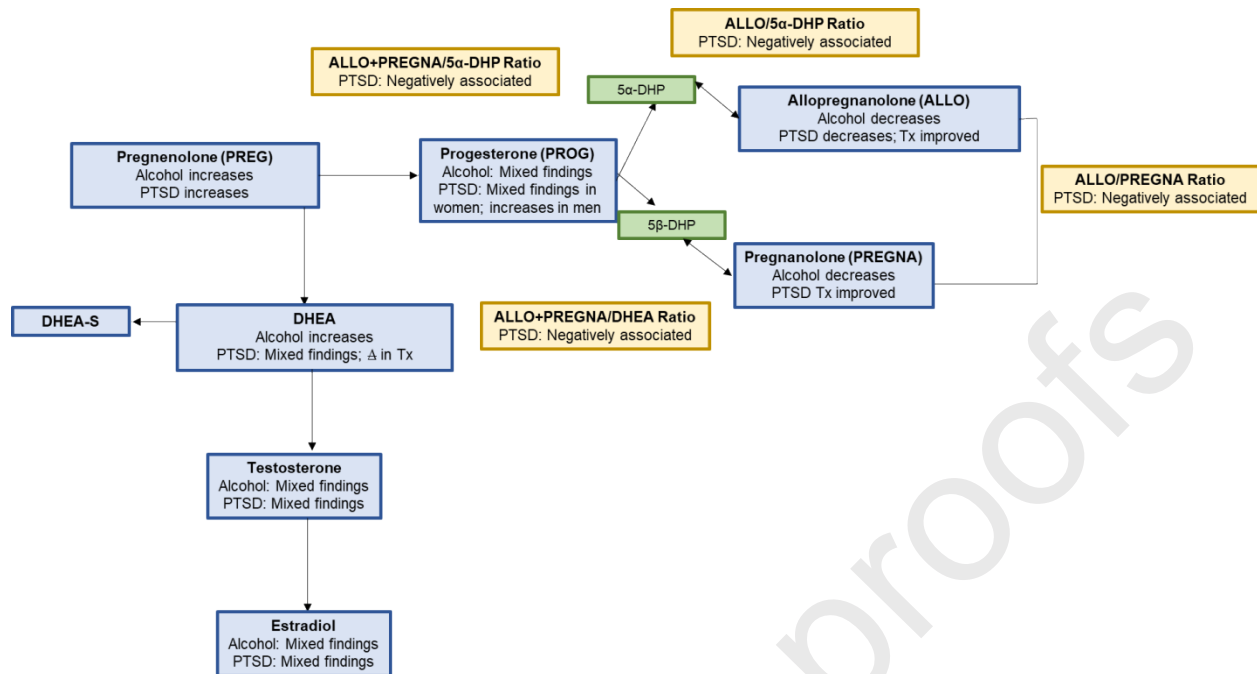 ALLO/5α-DHP Ratio
PTSD: Negatively associated
ALLO+PREGNA/5α-DHP Ratio
PTSD: Negatively associated
5α-DHP
Allopregnanolone (ALLO)
Alcohol decreases
PTSD decreases; Tx improved
Pregnenolone (PREG)
Alcohol increases
PTSD increases
Progesterone (PROG)
Alcohol: Mixed findings
PTSD: Mixed findings in
women; increases in men
ALLO/PREGNA Ratio
PTSD: Negatively associated
5β-DHP
Pregnanolone (PREGNA)
Alcohol decreases
PTSD Tx improved
DHEA-S
DHEA
Alcohol increases
PTSD: Mixed findings; Δ in Tx
ALLO+PREGNA/DHEA Ratio
PTSD: Negatively associated
Testosterone
Alcohol: Mixed findings
PTSD: Mixed findings
Estradiol
Alcohol: Mixed findings
PTSD: Mixed findings
proofs